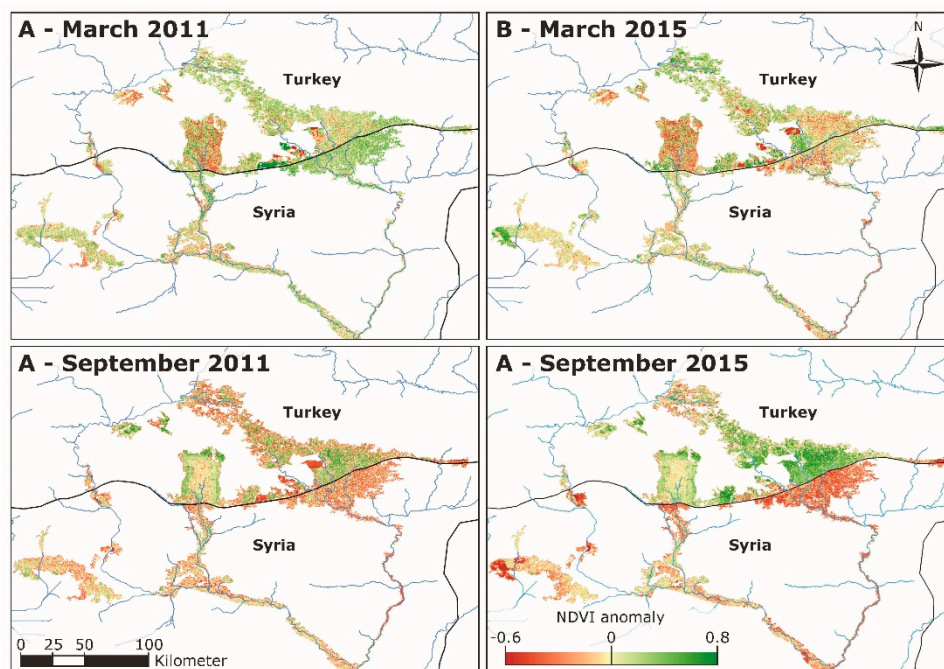 A - March 2011
Turkey
Syria
B - March 2015
N
Turkey
Syria
A - September 2011
Turkey
Syria
0 25 50 100
Kilometer
A - September 2015
Turkey
Syria
NDVI anomaly
-0.6 0 0.8